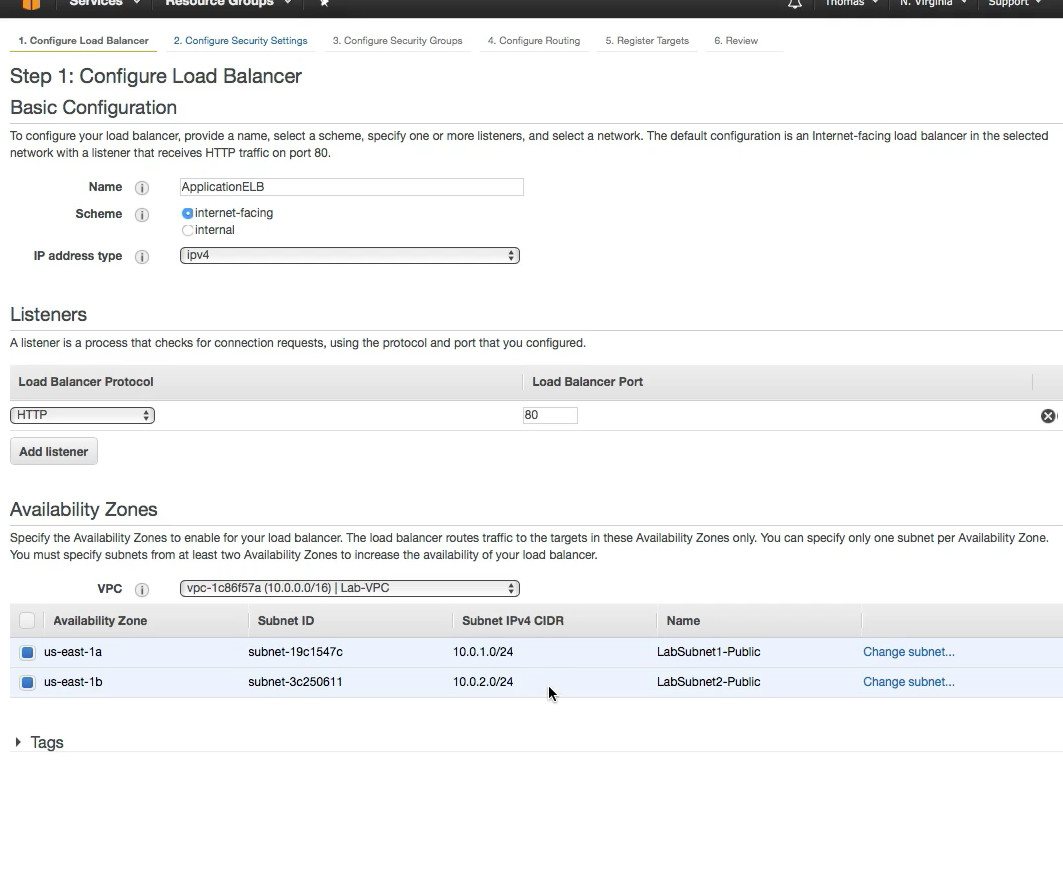 Services Resource Groups Thomas N. Virginia Support
1. Configure Load Balancer 2. Configure Security Settings 3. Configure Security Groups 4. Configure Routing 5. Register Targets 6. Review
Step 1: Configure Load Balancer
Basic Configuration
To configure your load balancer, provide a name, select a scheme, specify one or more listeners, and select a network. The default configuration is an Internet-facing load balancer in the selected
network with a listener that receives HTTP traffic on port 80.
Name i ApplicationELB
Scheme i internet-facing
internal
IP address type i ipv4
Listeners
A listener is a process that checks for connection requests, using the protocol and port that you configured.
Load Balancer Protocol Load Balancer Port
HTTP 80
Add listener
Availability Zones
Specify the Availability Zones to enable for your load balancer. The load balancer routes traffic to the targets in these Availability Zones only. You can specify only one subnet per Availability Zone.
You must specify subnets from at least two Availability Zones to increase the availability of your load balancer.
VPC i vpc-1c86f57a (10.0.0.0/16) | Lab-VPC
Availability Zone Subnet ID Subnet IPv4 CIDR Name
us-east-1a subnet-19c1547c 10.0.1.0/24 LabSubnet1-Public Change subnet...
us-east-1b subnet-3c250611 10.0.2.0/24 LabSubnet2-Public Change subnet...
Tags